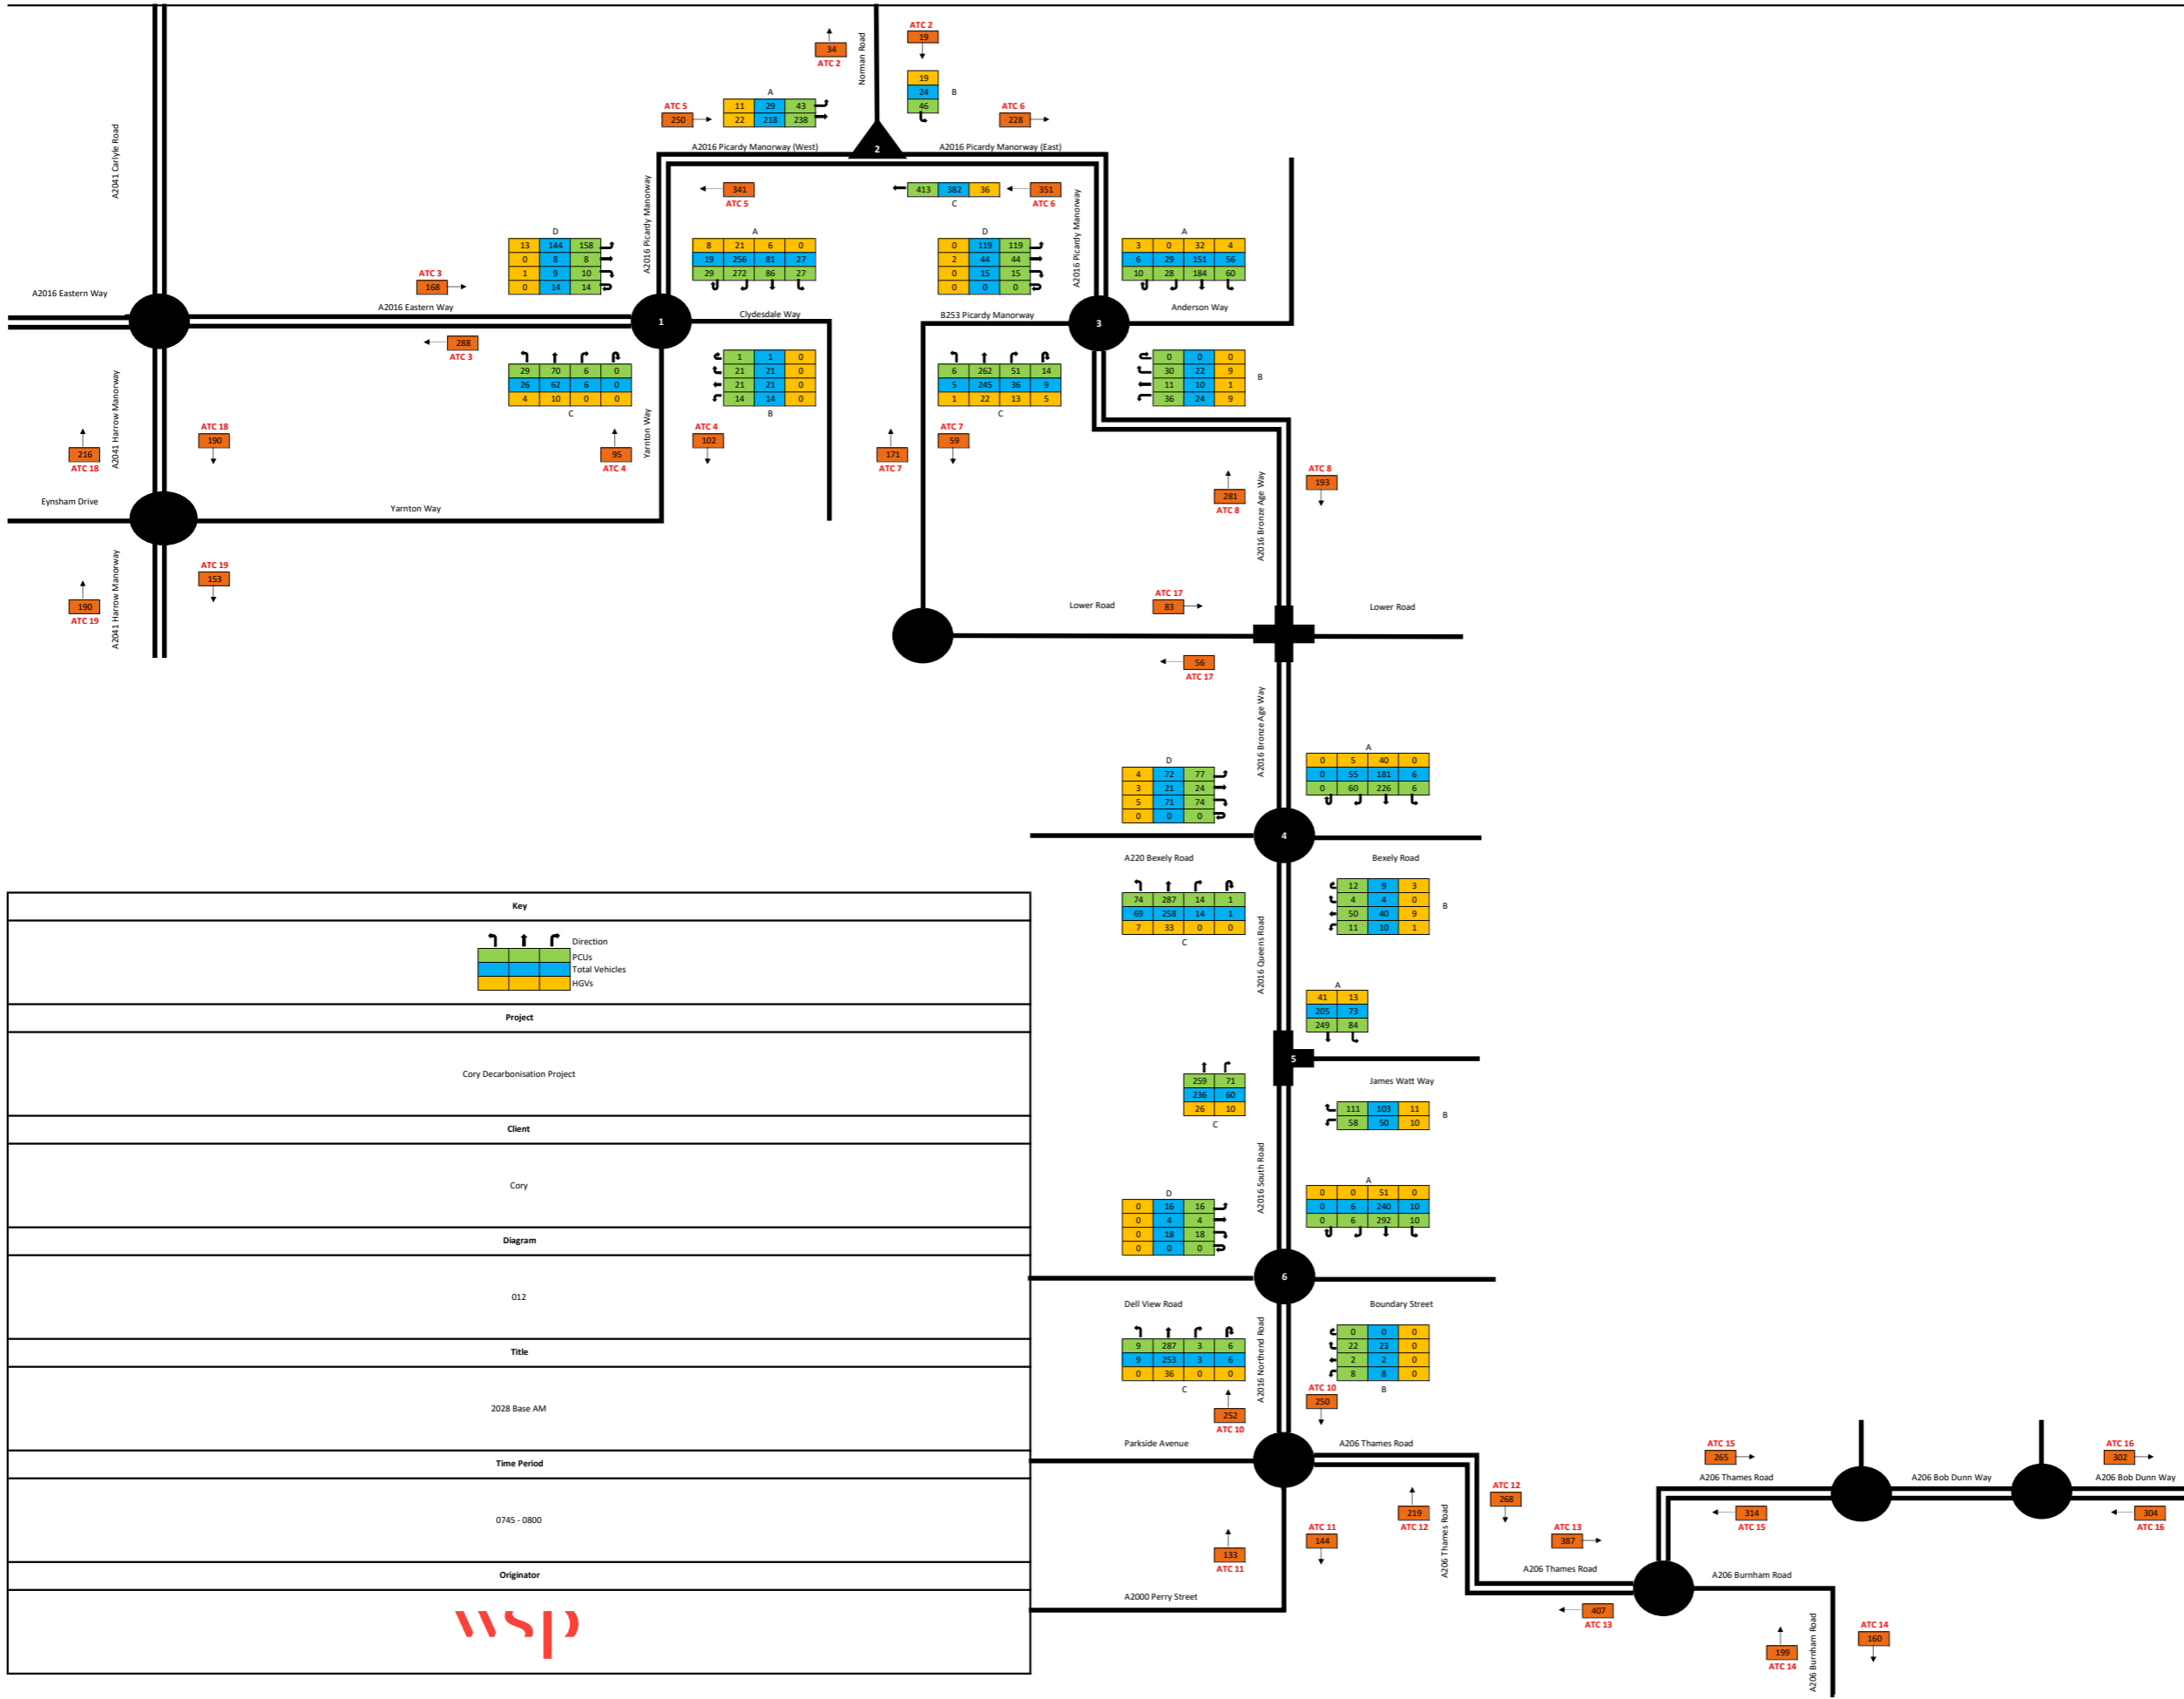 ATC 2
19
34
ATC 2
Norman Road
19
24 B
46
A
ATC 5
250
11 29 43
22 218 238
ATC 6
228
A2016 Picardy Manorway (West)
2
A2016 Picardy Manorway (East)
A2041 Carlyle Road
341
ATC 5
413 382 36
C
351
ATC 6
A2016 Picardy Manorway
A2016 Picardy Manorway
D
13 144 158
0 8 8
1 9 10
0 14 14
A
8 21 6 0
19 256 81 27
29 272 86 27
D
0 119 119
2 44 44
0 15 15
0 0 0
A
3 0 32 4
6 29 151 56
10 28 184 60
ATC 3
168
A2016 Eastern Way
A2016 Eastern Way
1
Clydesdale Way
B253 Picardy Manorway
3
Anderson Way
288
ATC 3
29 70 6 0
26 62 6 0
4 10 0 0
C
1 1 0
21 21 0
21 21 0
14 14 0
B
6 262 51 14
5 245 36 9
1 22 13 5
C
0 0 0
30 22 9
11 10 1
36 24 9
B
A2041 Harrow Manorway
216
ATC 18
ATC 18
190
95
ATC 4
Yarnton Way
ATC 4
102
171
ATC 7
ATC 7
59
281
ATC 8
A2016 Bronze Age Way
ATC 8
193
Eynsham Drive
Yarnton Way
190
ATC 19
A2041 Harrow Manorway
ATC 19
153
Lower Road
ATC 17
83
Lower Road
56
ATC 17
A2016 Bronze Age Way
D
4 72 77
3 21 24
5 71 74
0 0 0
A
0 5 40 0
0 55 181 6
0 60 226 6
4
A220 Bexely Road
Bexely Road
74 287 14 1
69 258 14 1
7 33 0 0
C
A2016 Queens Road
12 9 3
4 4 0
50 40 9
11 10 1
B
A
41 13
205 73
249 84
5
James Watt Way
259 71
236 60
26 10
C
111 103 11
58 50 10
B
A2016 South Road
D
0 16 16
0 4 4
0 18 18
0 0 0
A
0 0 51 0
0 6 240 10
0 6 292 10
6
Dell View Road
Boundary Street
9 287 3 6
9 253 3 6
0 36 0 0
C
A2016 Northend Road
0 0 0
22 23 0
2 2 0
8 8 0
B
252
ATC 10
ATC 10
250
Parkside Avenue
A206 Thames Road
133
ATC 11
ATC 11
144
A2000 Perry Street
219
ATC 12
A206 Thames Road
ATC 12
268
ATC 13
387
A206 Thames Road
407
ATC 13
ATC 15
265
A206 Thames Road
314
ATC 15
A206 Bob Dunn Way
ATC 16
302
A206 Bob Dunn Way
304
ATC 16
A206 Burnham Road
199
ATC 14
A206 Burnham Road
ATC 14
160
Key
Direction
PCUs
Total Vehicles
HGVs
Project
Cory Decarbonisation Project
Client
Cory
Diagram
012
Title
2028 Base AM
Time Period
0745 - 0800
Originator
wsp